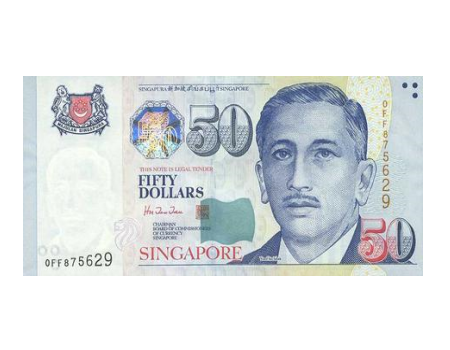 SINGAPURA
SINGAPORE
50
THIS NOTE IS LEGAL TENDER
FIFTY
DOLLARS
CHAIRMAN
BOARD OF COMMISSIONERS
OF CURRENCY
SINGAPORE
SINGAPORE
50
0FF875629
0FF875629